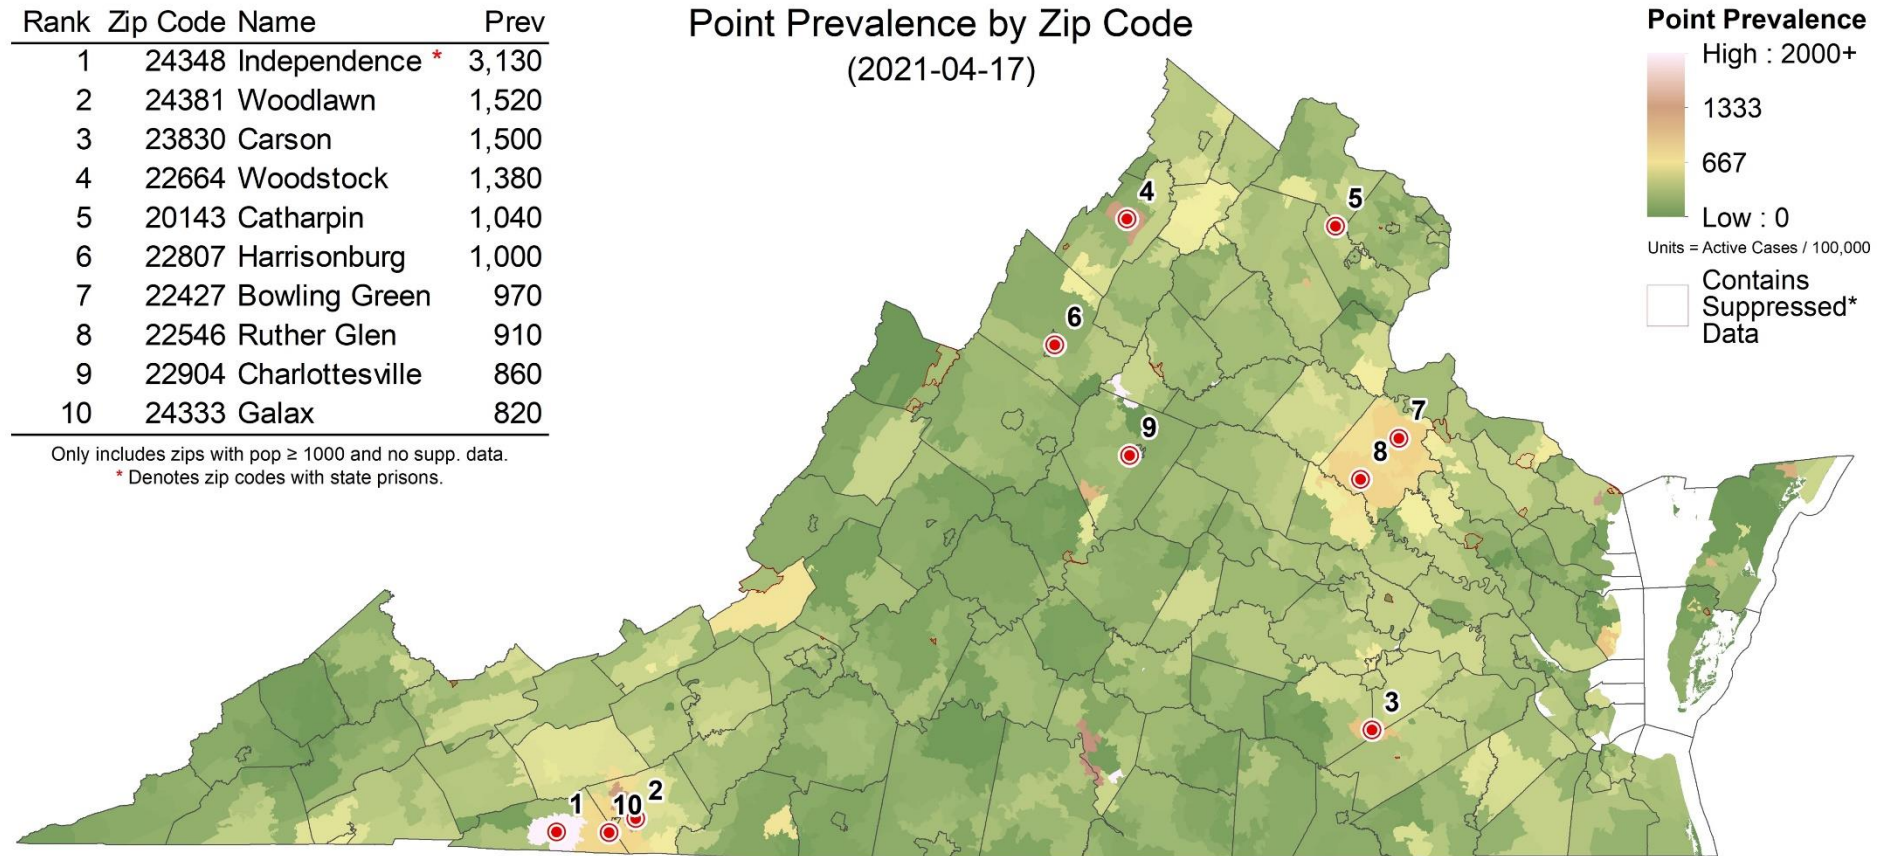 Rank Zip Code Name Prev
1 24348 Independence * 3,130
2 24381 Woodlawn 1,520
3 23830 Carson 1,500
4 22664 Woodstock 1,380
5 20143 Catharpin 1,040
6 22807 Harrisonburg 1,000
7 22427 Bowling Green 970
8 22546 Ruther Glen 910
9 22904 Charlottesville 860
10 24333 Galax 820
Only includes zips with pop ≥ 1000 and no supp. data.
* Denotes zip codes with state prisons.
Point Prevalence by Zip Code
(2021-04-17)
Point Prevalence
High : 2000+
1333
667
Low : 0
Units = Active Cases / 100,000
Contains
Suppressed*
Data
4
5
6
7
9
8
3
1
10
2